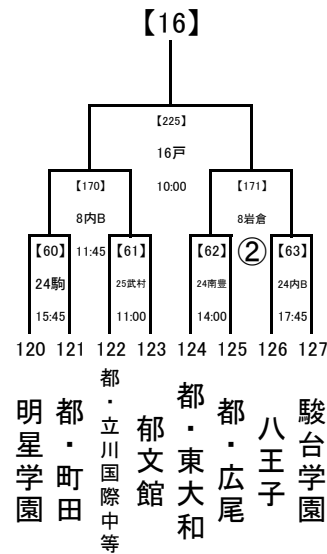 【16】
【225】
16戸
10:00
【170】 【171】
8内B 8岩倉
11:45 ②
【60】 【61】 【62】 【63】
24駒 25武村 24南豊 24内B
15:45 11:00 14:00 17:45
120 121 122 123 124 125 126 127
明星学園
都・町田
都・立川国際中等
郁文館
都・東大和
都・広尾
八王子
駿台学園